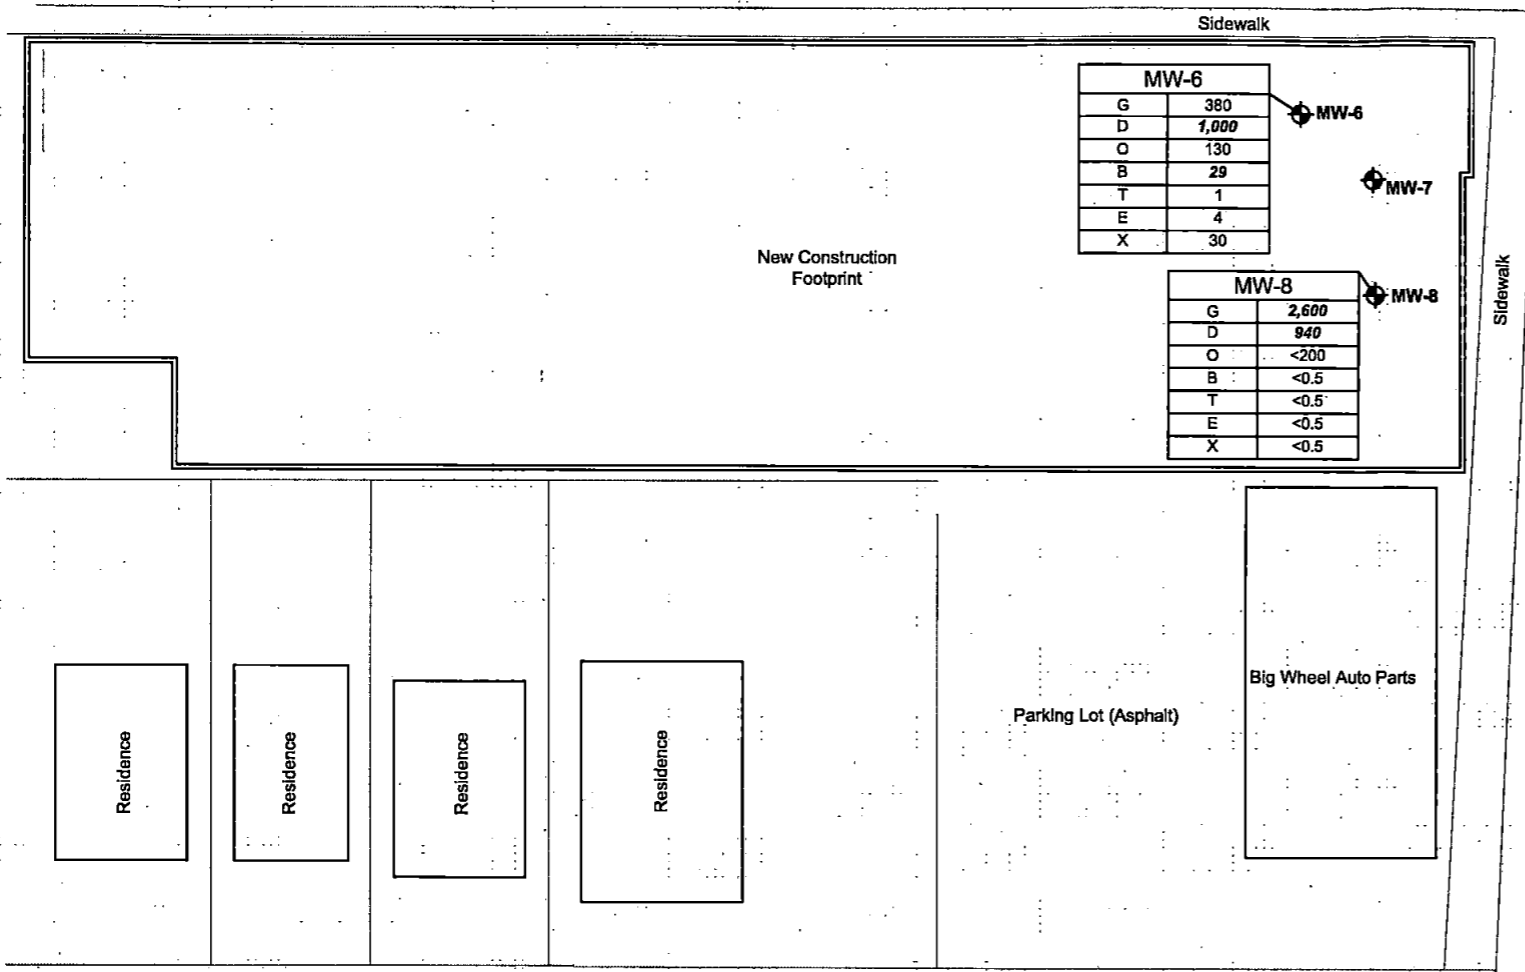 Sidewalk
MW-6
G 380
D 1,000
O 130
B 29
T 1
E 4
X 30
MW-6
MW-7
New Construction
Footprint
MW-8
G 2,600
D 940
O <200
B <0.5
T <0.5
E <0.5
X <0.5
MW-8
Sidewalk
Residence
Residence
Residence
Residence
Parking Lot (Asphalt)
Big Wheel Auto Parts